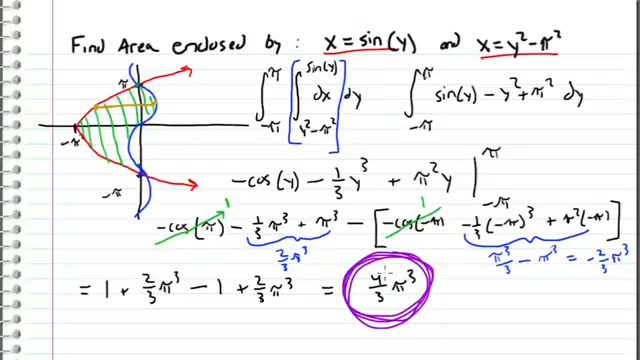 Find Area enclosed by: x = sin(y) and x = y² - π²
π
-π
-π
∫_{-π}^{π} [ ∫_{y²-π²}^{sin(y)} dx ] dy   ∫_{-π}^{π} sin(y) - y² + π² dy
-cos(y) - 1/3 y³ + π²y |_{-π}^{π}
1   1
-cos(π) - 1/3 π³ + π³ - [ -cos(-π) - 1/3 (-π)³ + π²(-π) ]
2/3 π³   π³/3 - π³ = -2/3 π³
= 1 + 2/3 π³ - 1 + 2/3 π³ = 4/3 π³